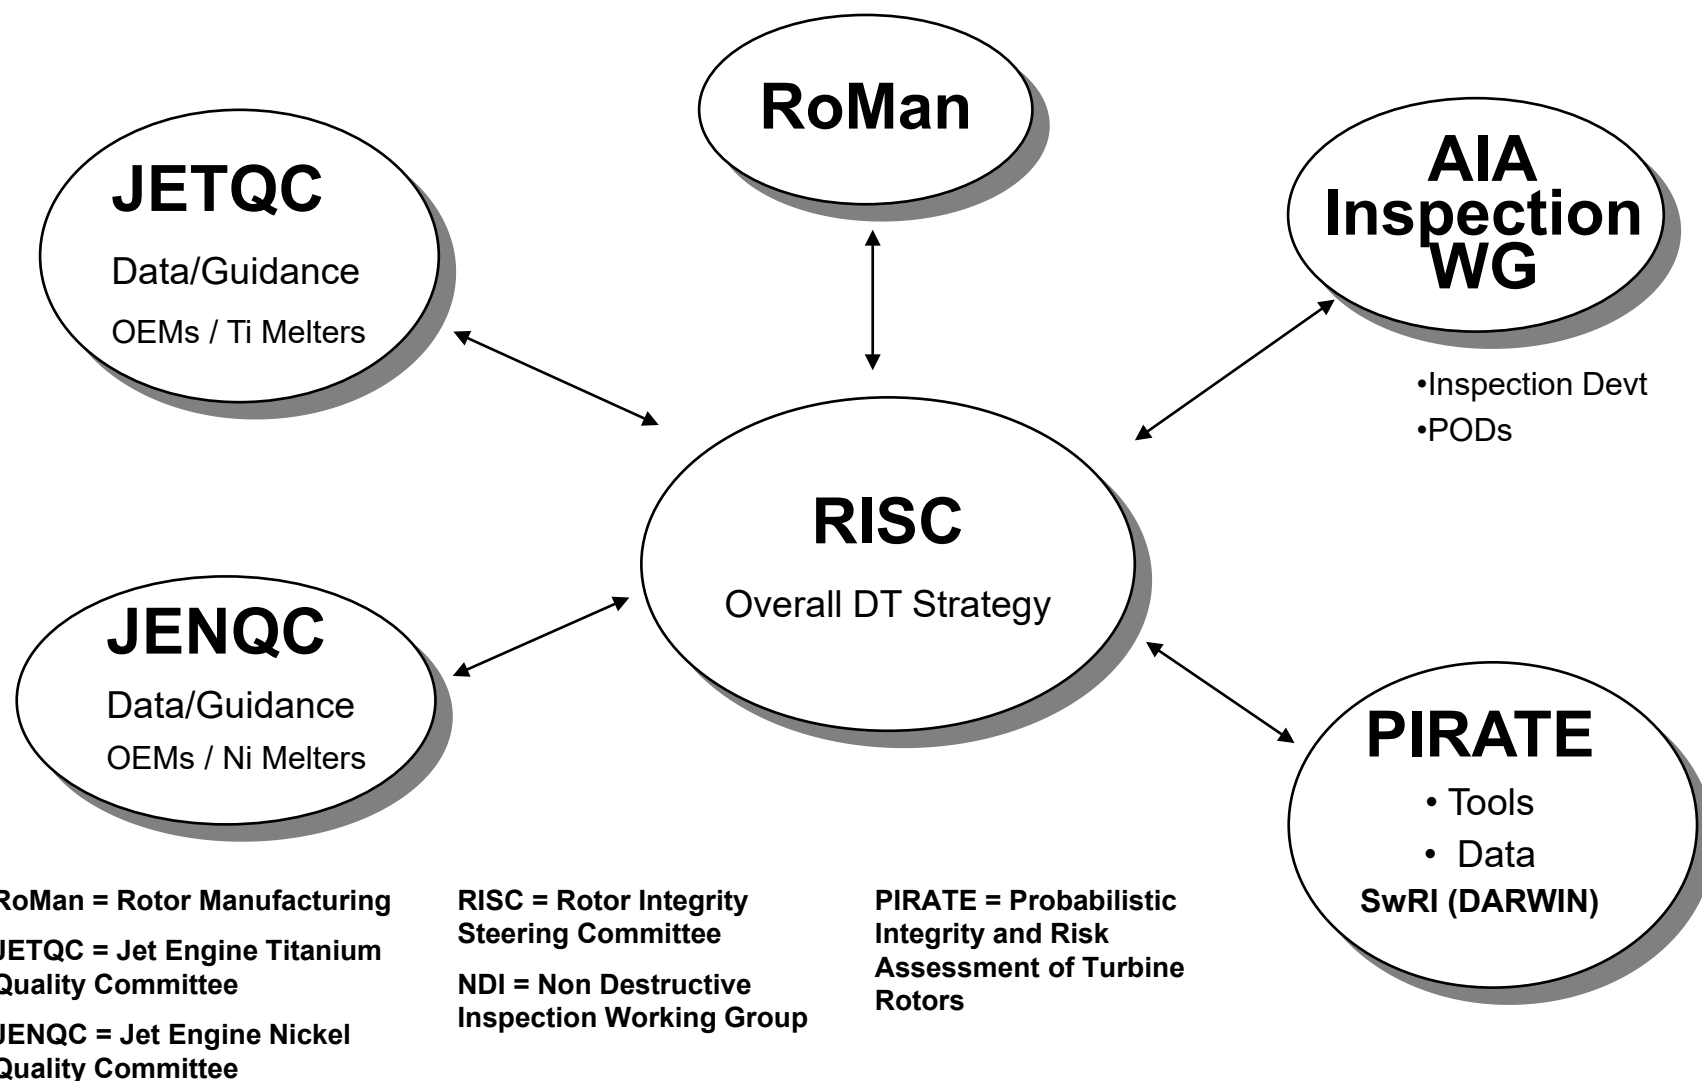 RoMan
JETQC
Data/Guidance
OEMs / Ti Melters
AIA
Inspection
WG
•Inspection Devt
•PODs
RISC
Overall DT Strategy
JENQC
Data/Guidance
OEMs / Ni Melters
PIRATE
• Tools
• Data
SwRI (DARWIN)
RoMan = Rotor Manufacturing
JETQC = Jet Engine Titanium
Quality Committee
JENQC = Jet Engine Nickel
Quality Committee
RISC = Rotor Integrity
Steering Committee
NDI = Non Destructive
Inspection Working Group
PIRATE = Probabilistic
Integrity and Risk
Assessment of Turbine
Rotors